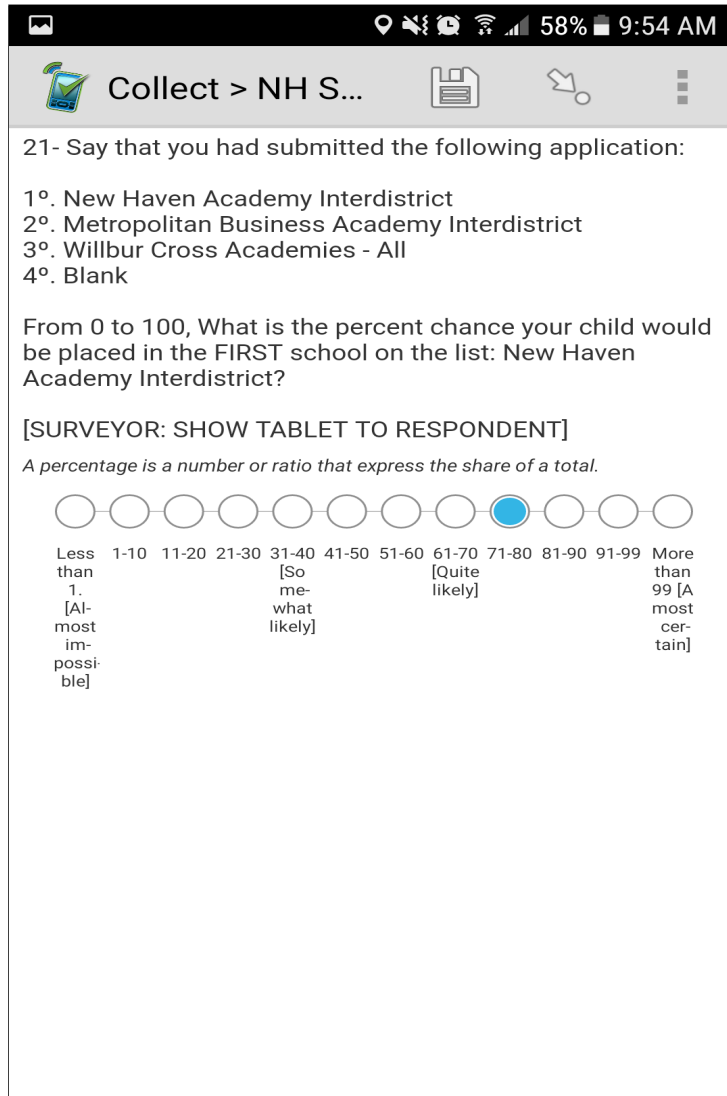 58% 9:54 AM
Collect > NH S...
21- Say that you had submitted the following application:
1º. New Haven Academy Interdistrict
2º. Metropolitan Business Academy Interdistrict
3º. Willbur Cross Academies - All
4º. Blank
From 0 to 100, What is the percent chance your child would
be placed in the FIRST school on the list: New Haven
Academy Interdistrict?
[SURVEYOR: SHOW TABLET TO RESPONDENT]
A percentage is a number or ratio that express the share of a total.
Less
than
1.
[Al-
most
im-
possi-
ble]
1-10
11-20
21-30
31-40
[So
me-
what
likely]
41-50
51-60
61-70
[Quite
likely]
71-80
81-90
91-99
More
than
99 [A
most
cer-
tain]